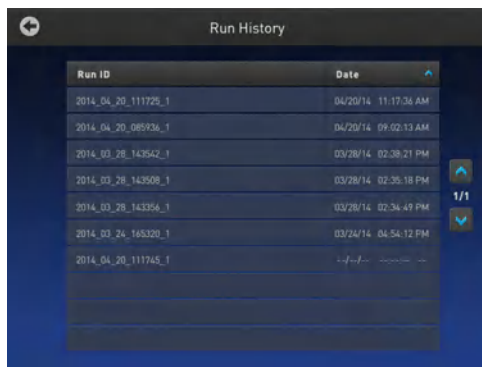 Run History
Run ID Date
2014_04_20_111725_1 04/20/14 11:17:36 AM
2014_04_20_085936_1 04/20/14 09:02:13 AM
2014_03_28_143542_1 03/28/14 02:38:21 PM
2014_03_28_143508_1 03/28/14 02:35:18 PM
2014_03_28_143356_1 03/28/14 02:34:49 PM
2014_03_24_165320_1 03/24/14 04:54:12 PM
2014_04_20_111745_1 --/--/-- --:--:-- --
1/1